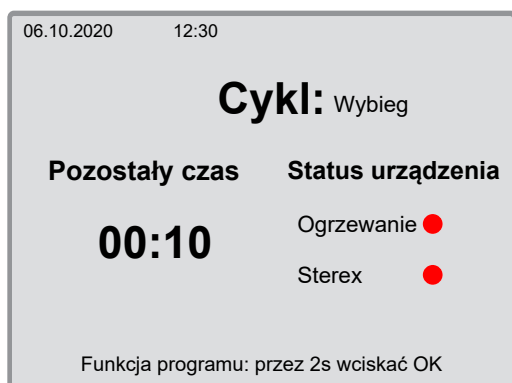 06.10.2020 12:30
Cykl: Wybieg
Pozostały czas
00:10
Status urządzenia
Ogrzewanie
Sterex
Funkcja programu: przez 2s wciskać OK